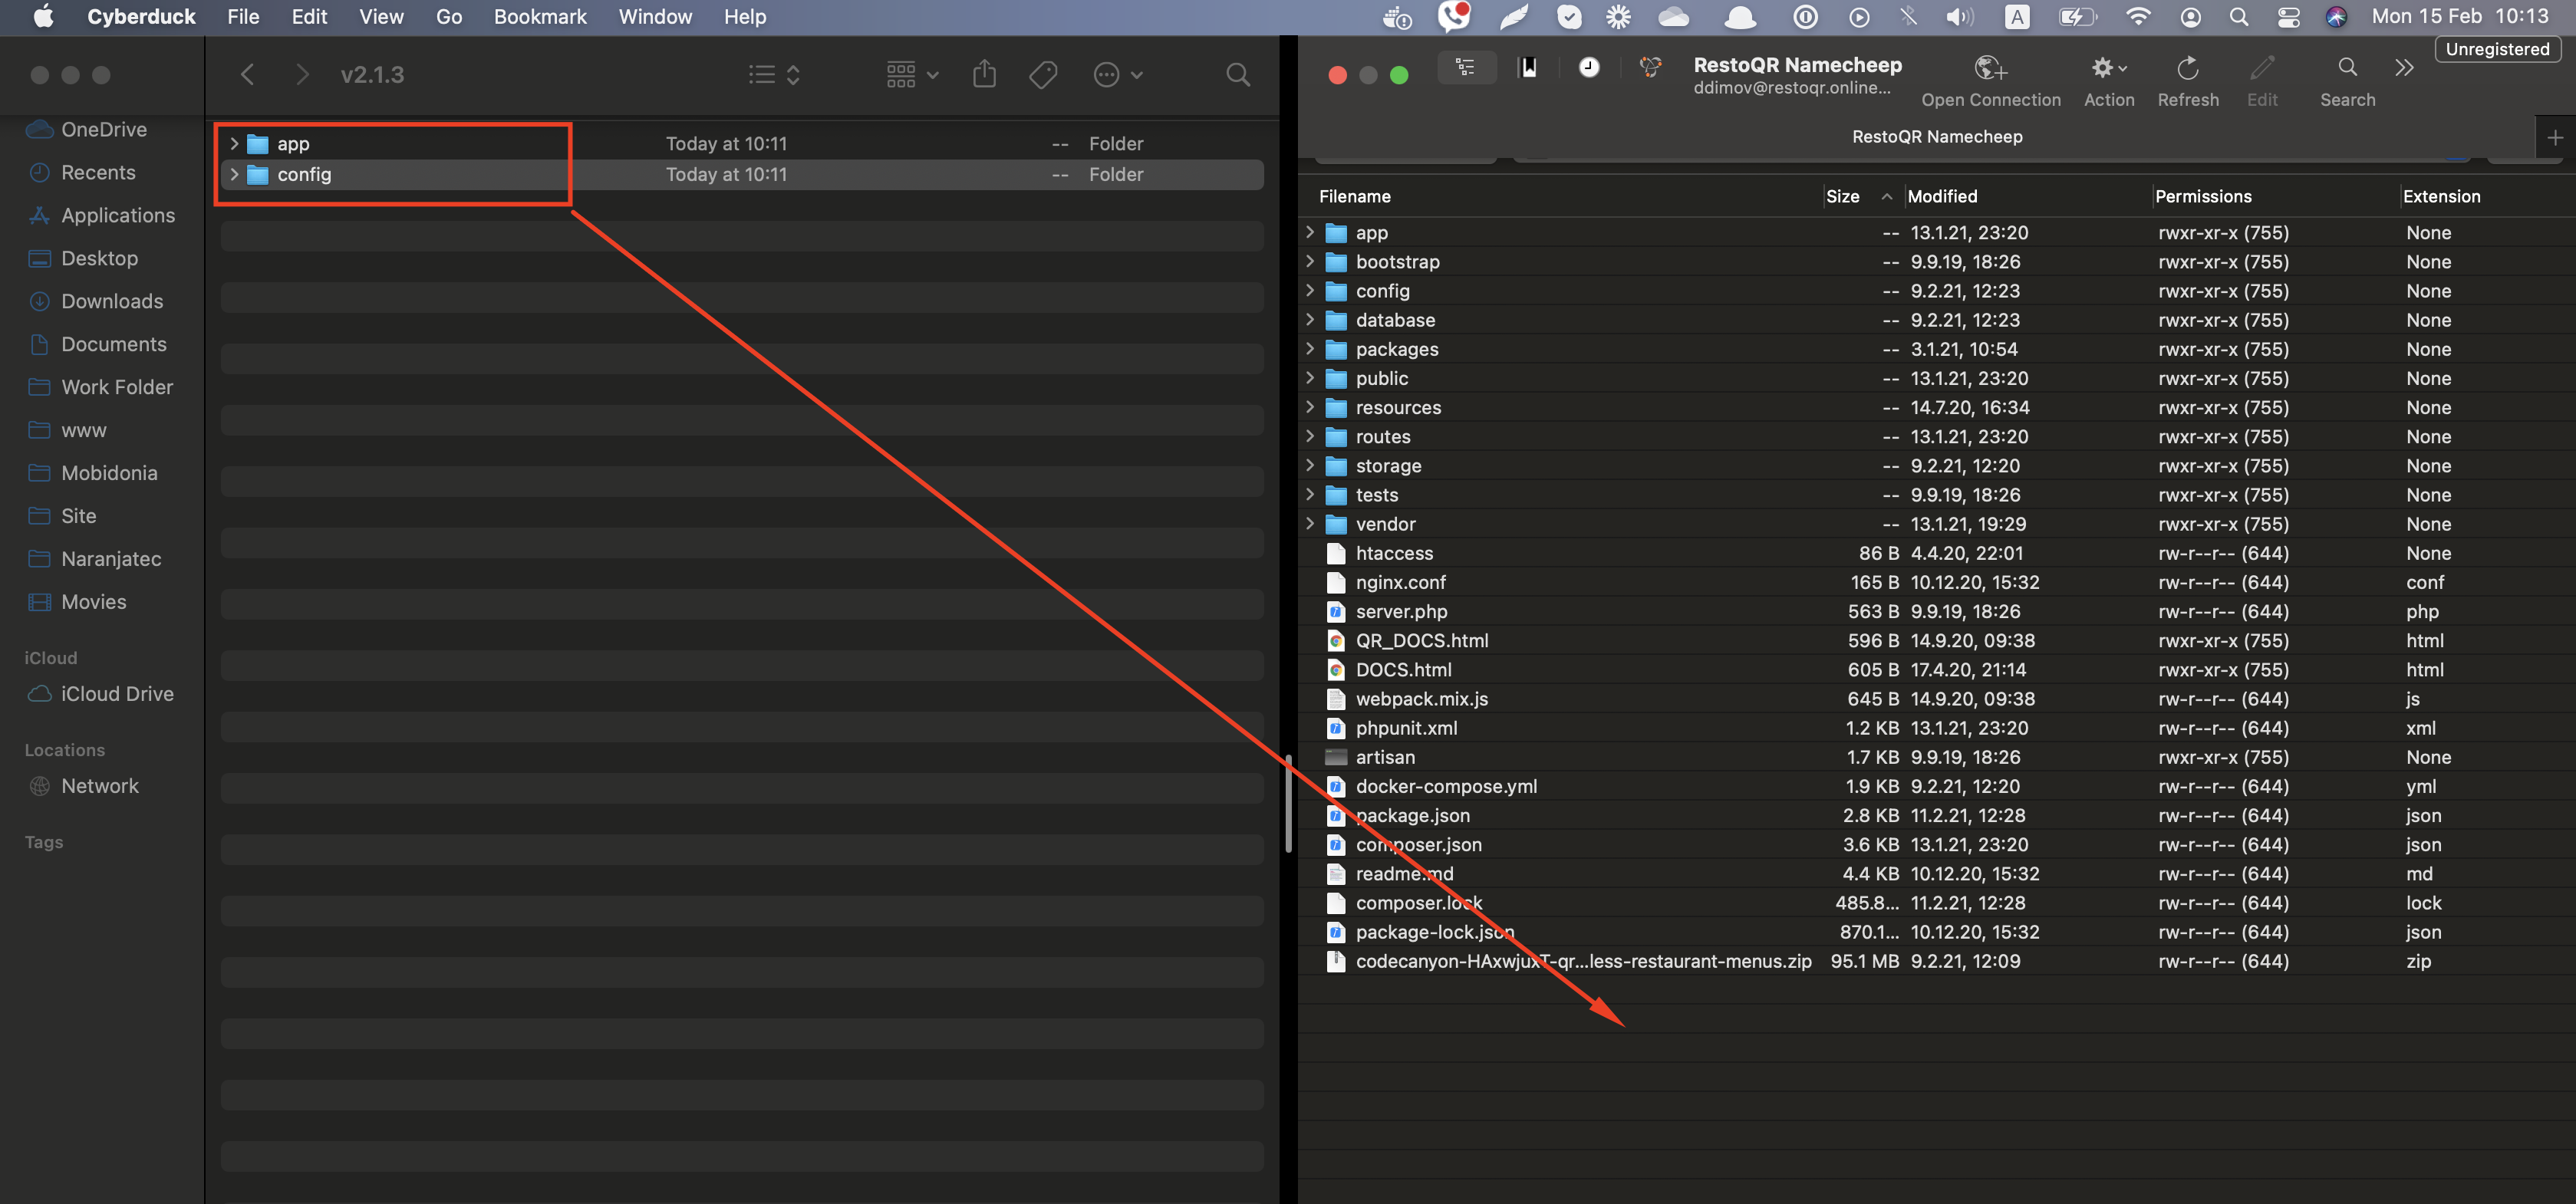 Cyberduck File Edit View Go Bookmark Window Help A Mon 15 Feb 10:13
Unregistered
v2.1.3
OneDrive
Recents
Applications
Desktop
Downloads
Documents
Work Folder
www
Mobidonia
Site
Naranjatec
Movies
iCloud
iCloud Drive
Locations
Network
Tags
app Today at 10:11 -- Folder
config Today at 10:11 -- Folder
RestoQR Namecheep
ddimov@restoqr.online...
Open Connection Action Refresh Edit Search
RestoQR Namecheep
Filename Size Modified Permissions Extension
app -- 13.1.21, 23:20 rwxr-xr-x (755) None
bootstrap -- 9.9.19, 18:26 rwxr-xr-x (755) None
config -- 9.2.21, 12:23 rwxr-xr-x (755) None
database -- 9.2.21, 12:23 rwxr-xr-x (755) None
packages -- 3.1.21, 10:54 rwxr-xr-x (755) None
public -- 13.1.21, 23:20 rwxr-xr-x (755) None
resources -- 14.7.20, 16:34 rwxr-xr-x (755) None
routes -- 13.1.21, 23:20 rwxr-xr-x (755) None
storage -- 9.2.21, 12:20 rwxr-xr-x (755) None
tests -- 9.9.19, 18:26 rwxr-xr-x (755) None
vendor -- 13.1.21, 19:29 rwxr-xr-x (755) None
htaccess 86 B 4.4.20, 22:01 rw-r--r-- (644) None
nginx.conf 165 B 10.12.20, 15:32 rw-r--r-- (644) conf
server.php 563 B 9.9.19, 18:26 rw-r--r-- (644) php
QR_DOCS.html 596 B 14.9.20, 09:38 rwxr-xr-x (755) html
DOCS.html 605 B 17.4.20, 21:14 rwxr-xr-x (755) html
webpack.mix.js 645 B 14.9.20, 09:38 rw-r--r-- (644) js
phpunit.xml 1.2 KB 13.1.21, 23:20 rw-r--r-- (644) xml
artisan 1.7 KB 9.9.19, 18:26 rwxr-xr-x (755) None
docker-compose.yml 1.9 KB 9.2.21, 12:20 rw-r--r-- (644) yml
package.json 2.8 KB 11.2.21, 12:28 rw-r--r-- (644) json
composer.json 3.6 KB 13.1.21, 23:20 rw-r--r-- (644) json
readme.md 4.4 KB 10.12.20, 15:32 rw-r--r-- (644) md
composer.lock 485.8... 11.2.21, 12:28 rw-r--r-- (644) lock
package-lock.json 870.1... 10.12.20, 15:32 rw-r--r-- (644) json
codecanyon-HAxwjuxT-qr...less-restaurant-menus.zip 95.1 MB 9.2.21, 12:09 rw-r--r-- (644) zip